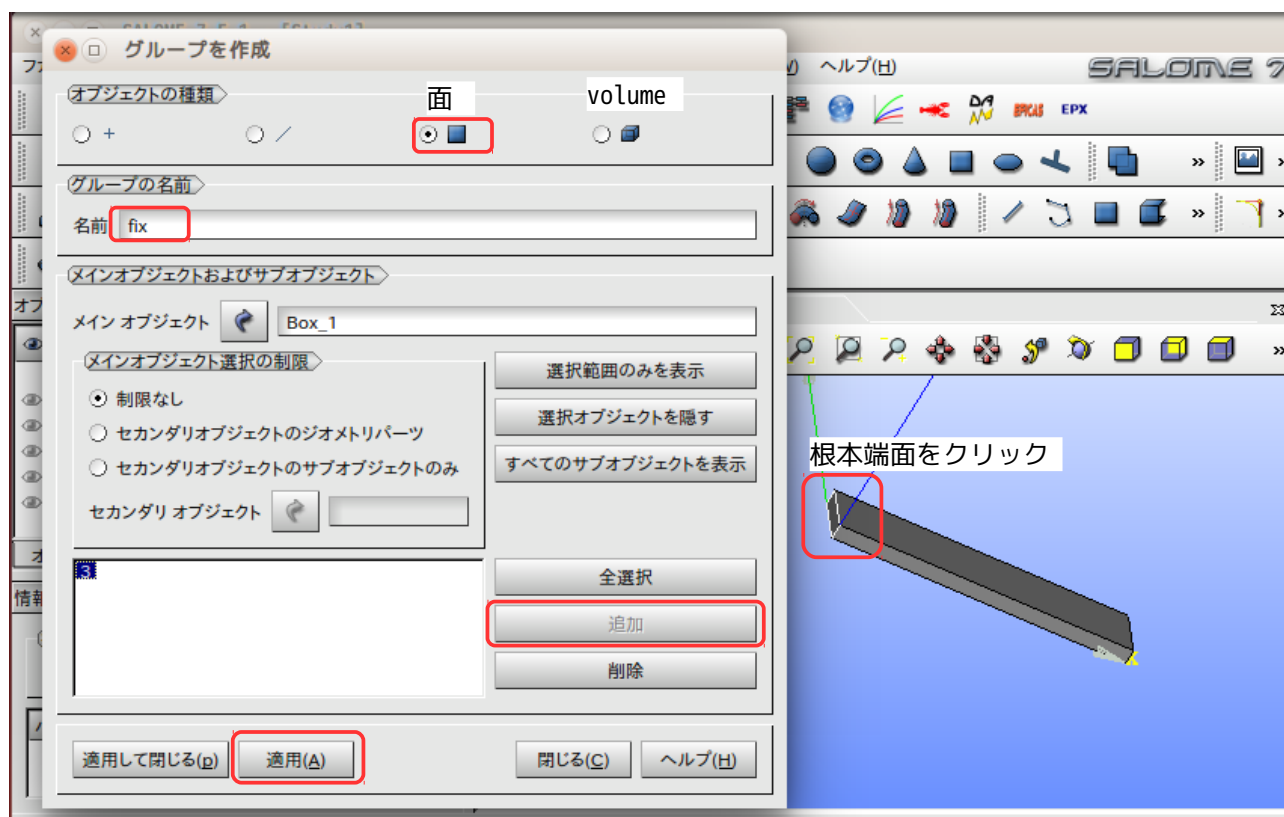 グループを作成
オブジェクトの種類
面
volume
グループの名前
名前
fix
メインオブジェクトおよびサブオブジェクト
メイン オブジェクト
Box_1
メインオブジェクト選択の制限
制限なし
セカンダリオブジェクトのジオメトリパーツ
セカンダリオブジェクトのサブオブジェクトのみ
セカンダリ オブジェクト
選択範囲のみを表示
選択オブジェクトを隠す
すべてのサブオブジェクトを表示
3
全選択
追加
削除
適用して閉じる(p)
適用(A)
閉じる(C)
ヘルプ(H)
ヘルプ(H)
SALOME 7
EPX
根本端面をクリック
X